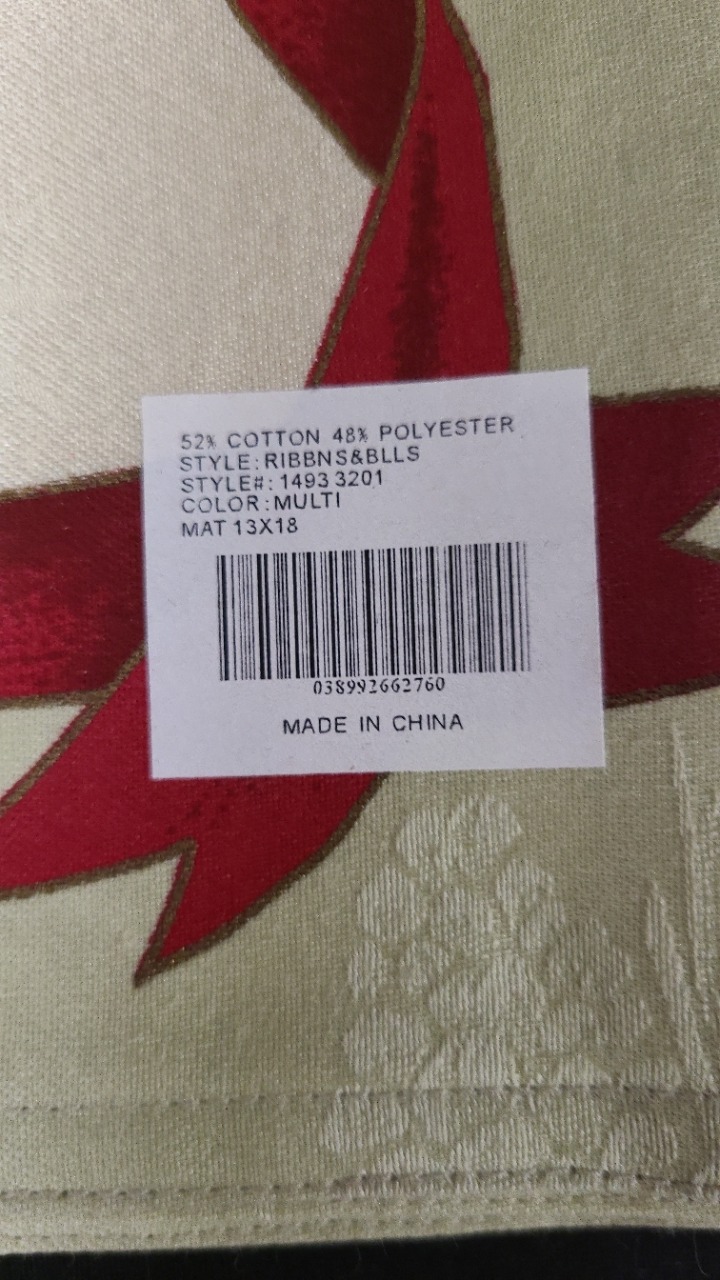 52% COTTON 48% POLYESTER
STYLE:RIBBNS&BLLS
STYLE#:1493 3201
COLOR:MULTI
MAT 13X18
038992662760
MADE IN CHINA